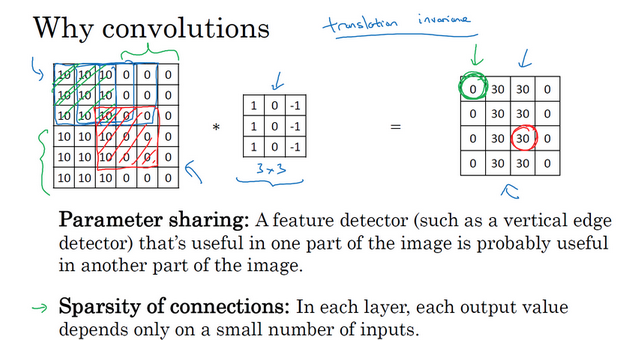 Why convolutions
translation invariance
10 10 10 0 0 0
10 10 10 0 0 0
10 10 10 0 0 0
10 10 10 0 0 0
10 10 10 0 0 0
10 10 10 0 0 0
*
1 0 -1
1 0 -1
1 0 -1
3x3
=
0 30 30 0
0 30 30 0
0 30 30 0
0 30 30 0
Parameter sharing: A feature detector (such as a vertical edge
detector) that's useful in one part of the image is probably useful
in another part of the image.
→ Sparsity of connections: In each layer, each output value
depends only on a small number of inputs.